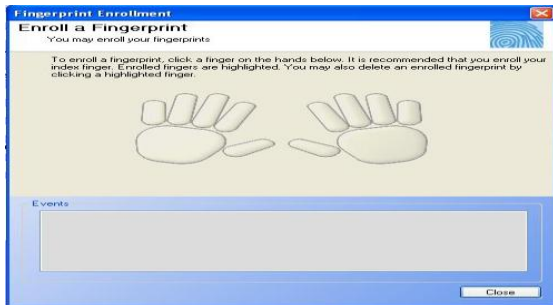 Fingerprint Enrollment
Enroll a Fingerprint
You may enroll your fingerprints
To enroll a fingerprint, click a finger on the hands below. It is recommended that you enroll your
index finger. Enrolled fingers are highlighted. You may also delete an enrolled fingerprint by
clicking a highlighted finger.
Events
Close